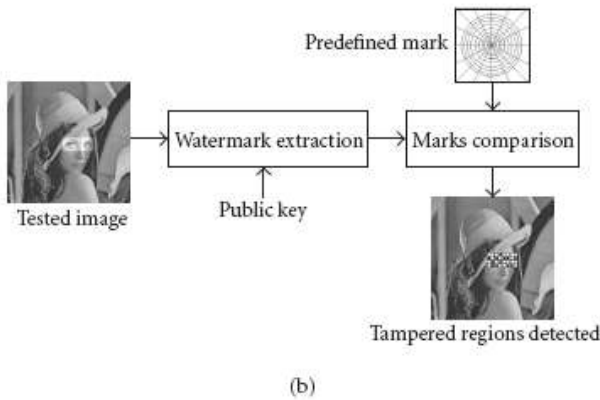 Predefined mark
Watermark extraction
Marks comparison
Tested image
Public key
Tampered regions detected
(b)